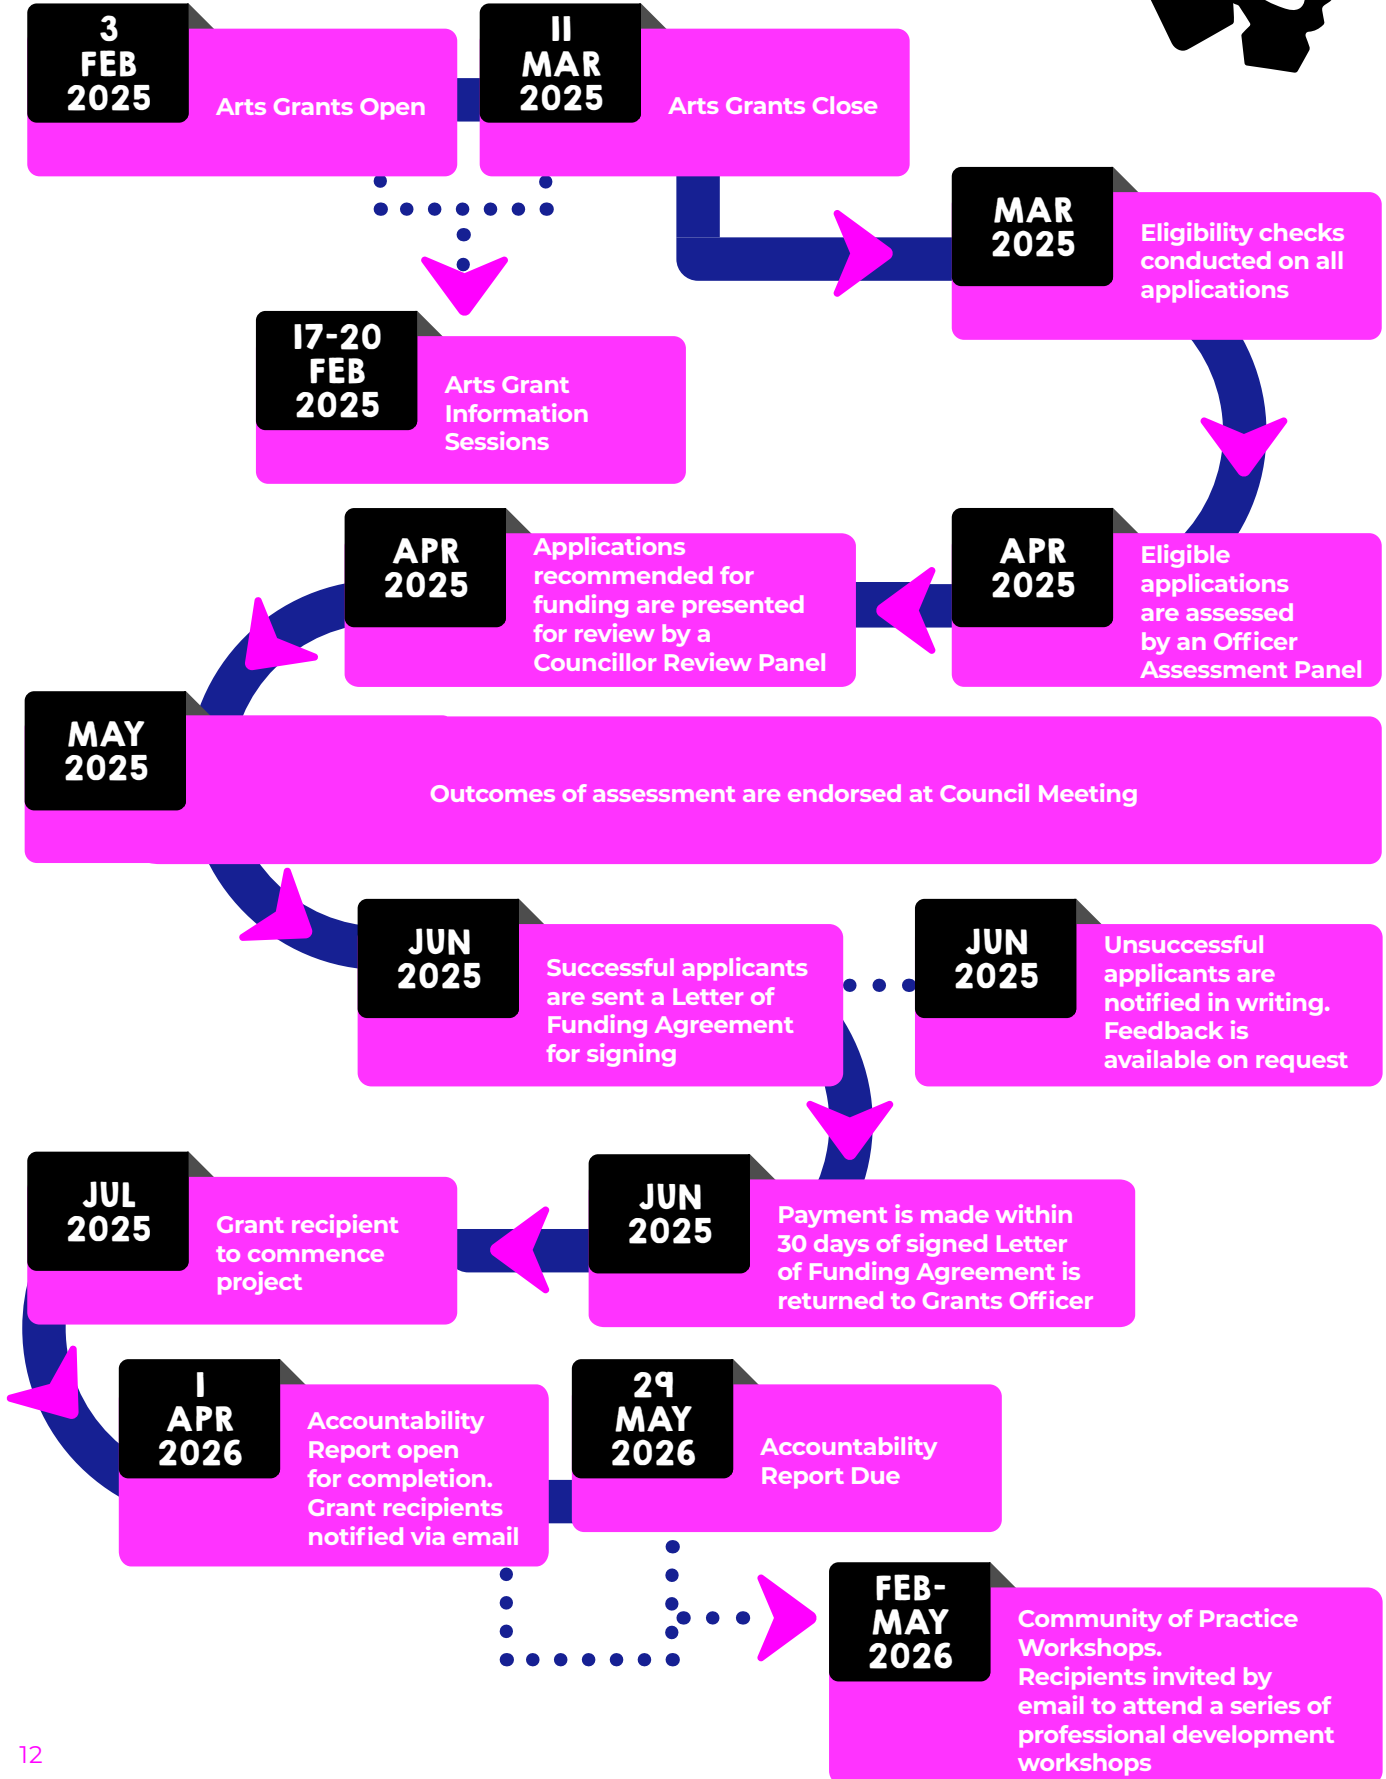 3
FEB
2025
Arts Grants Open
11
MAR
2025
Arts Grants Close
MAR
2025
Eligibility checks
conducted on all
applications
17-20
FEB
2025
Arts Grant
Information
Sessions
APR
2025
Eligible
applications
are assessed
by an Officer
Assessment Panel
APR
2025
Applications
recommended for
funding are presented
for review by a
Councillor Review Panel
MAY
2025
Outcomes of assessment are endorsed at Council Meeting
JUN
2025
Successful applicants
are sent a Letter of
Funding Agreement
for signing
JUN
2025
Unsuccessful
applicants are
notified in writing.
Feedback is
available on request
JUN
2025
Payment is made within
30 days of signed Letter
of Funding Agreement is
returned to Grants Officer
JUL
2025
Grant recipient
to commence
project
1
APR
2026
Accountability
Report open
for completion.
Grant recipients
notified via email
29
MAY
2026
Accountability
Report Due
FEB-
MAY
2026
Community of Practice
Workshops.
Recipients invited by
email to attend a series of
professional development
workshops
12